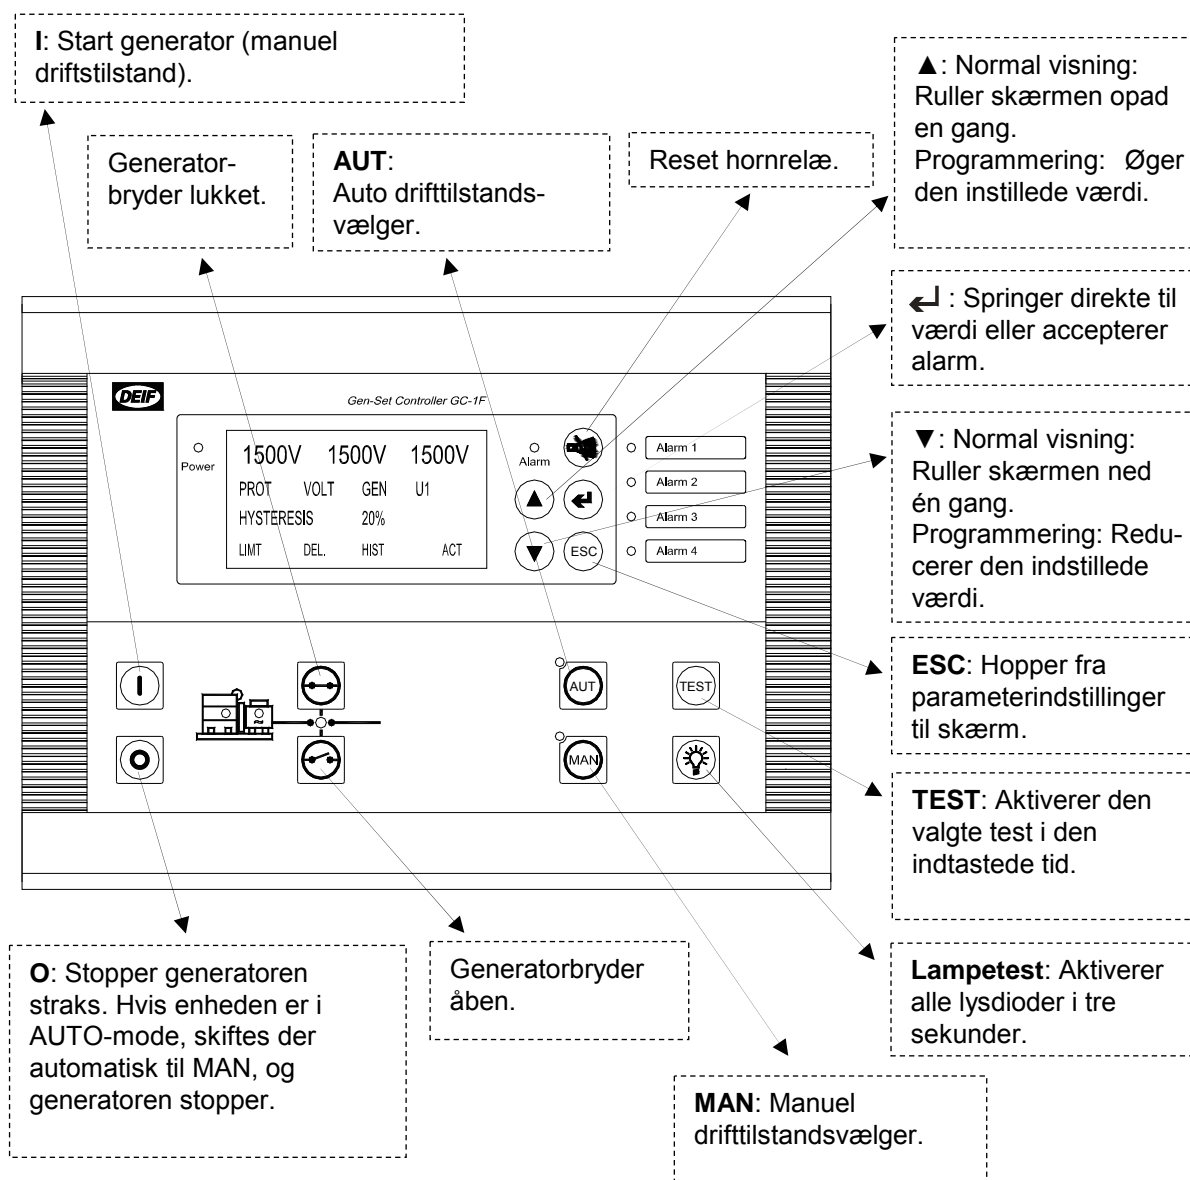 I: Start generator (manuel
driftstilstand).
Generator-
bryder lukket.
AUT:
Auto drifttilstands-
vælger.
Reset hornrelæ.
▲: Normal visning:
Ruller skærmen opad
en gang.
Programmering: Øger
den instillede værdi.
: Springer direkte til
værdi eller accepterer
alarm.
▼: Normal visning:
Ruller skærmen ned
én gang.
Programmering: Redu-
cerer den indstillede
værdi.
ESC: Hopper fra
parameterindstillinger
til skærm.
TEST: Aktiverer den
valgte test i den
indtastede tid.
Lampetest: Aktiverer
alle lysdioder i tre
sekunder.
DEIF
Gen-Set Controller GC-1F
Power
1500V 1500V 1500V
PROT VOLT GEN U1
HYSTERESIS 20%
LIMT DEL. HIST ACT
Alarm
ESC
Alarm 1
Alarm 2
Alarm 3
Alarm 4
AUT
TEST
MAN
O: Stopper generatoren
straks. Hvis enheden er i
AUTO-mode, skiftes der
automatisk til MAN, og
generatoren stopper.
Generatorbryder
åben.
MAN: Manuel
drifttilstandsvælger.